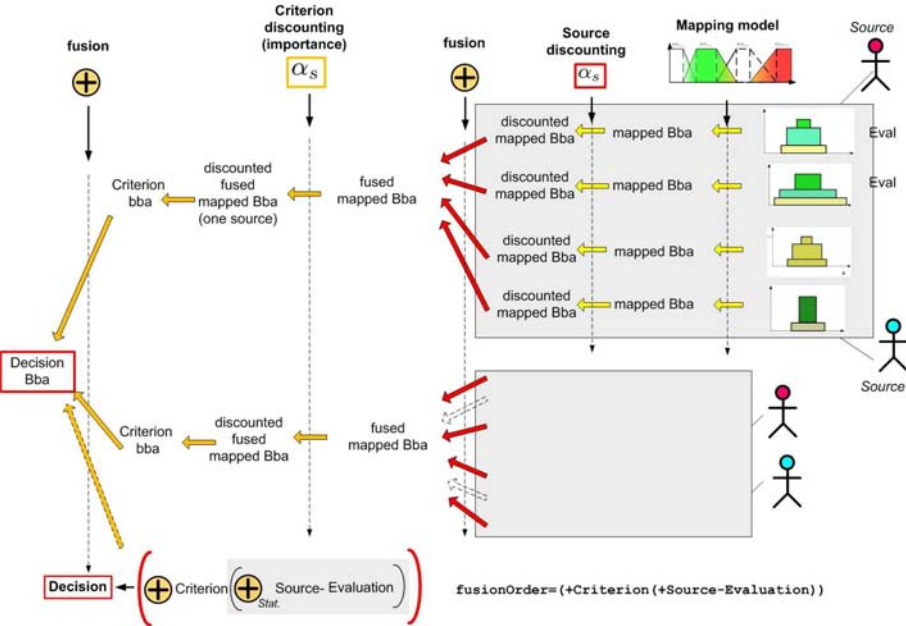 Criterion
discounting
(importance)
fusion
αs
fusion
Source
discounting
αs
Mapping model
Source
discounted
mapped Bba
mapped Bba
Eval
discounted
mapped Bba
mapped Bba
Eval
Criterion
bba
discounted
fused
mapped Bba
(one source)
fused
mapped Bba
discounted
mapped Bba
mapped Bba
discounted
mapped Bba
mapped Bba
Source
Decision
Bba
Criterion
bba
discounted
fused
mapped Bba
fused
mapped Bba
Decision
Criterion
Stat.
Source- Evaluation
fusionOrder=(+Criterion(+Source-Evaluation))